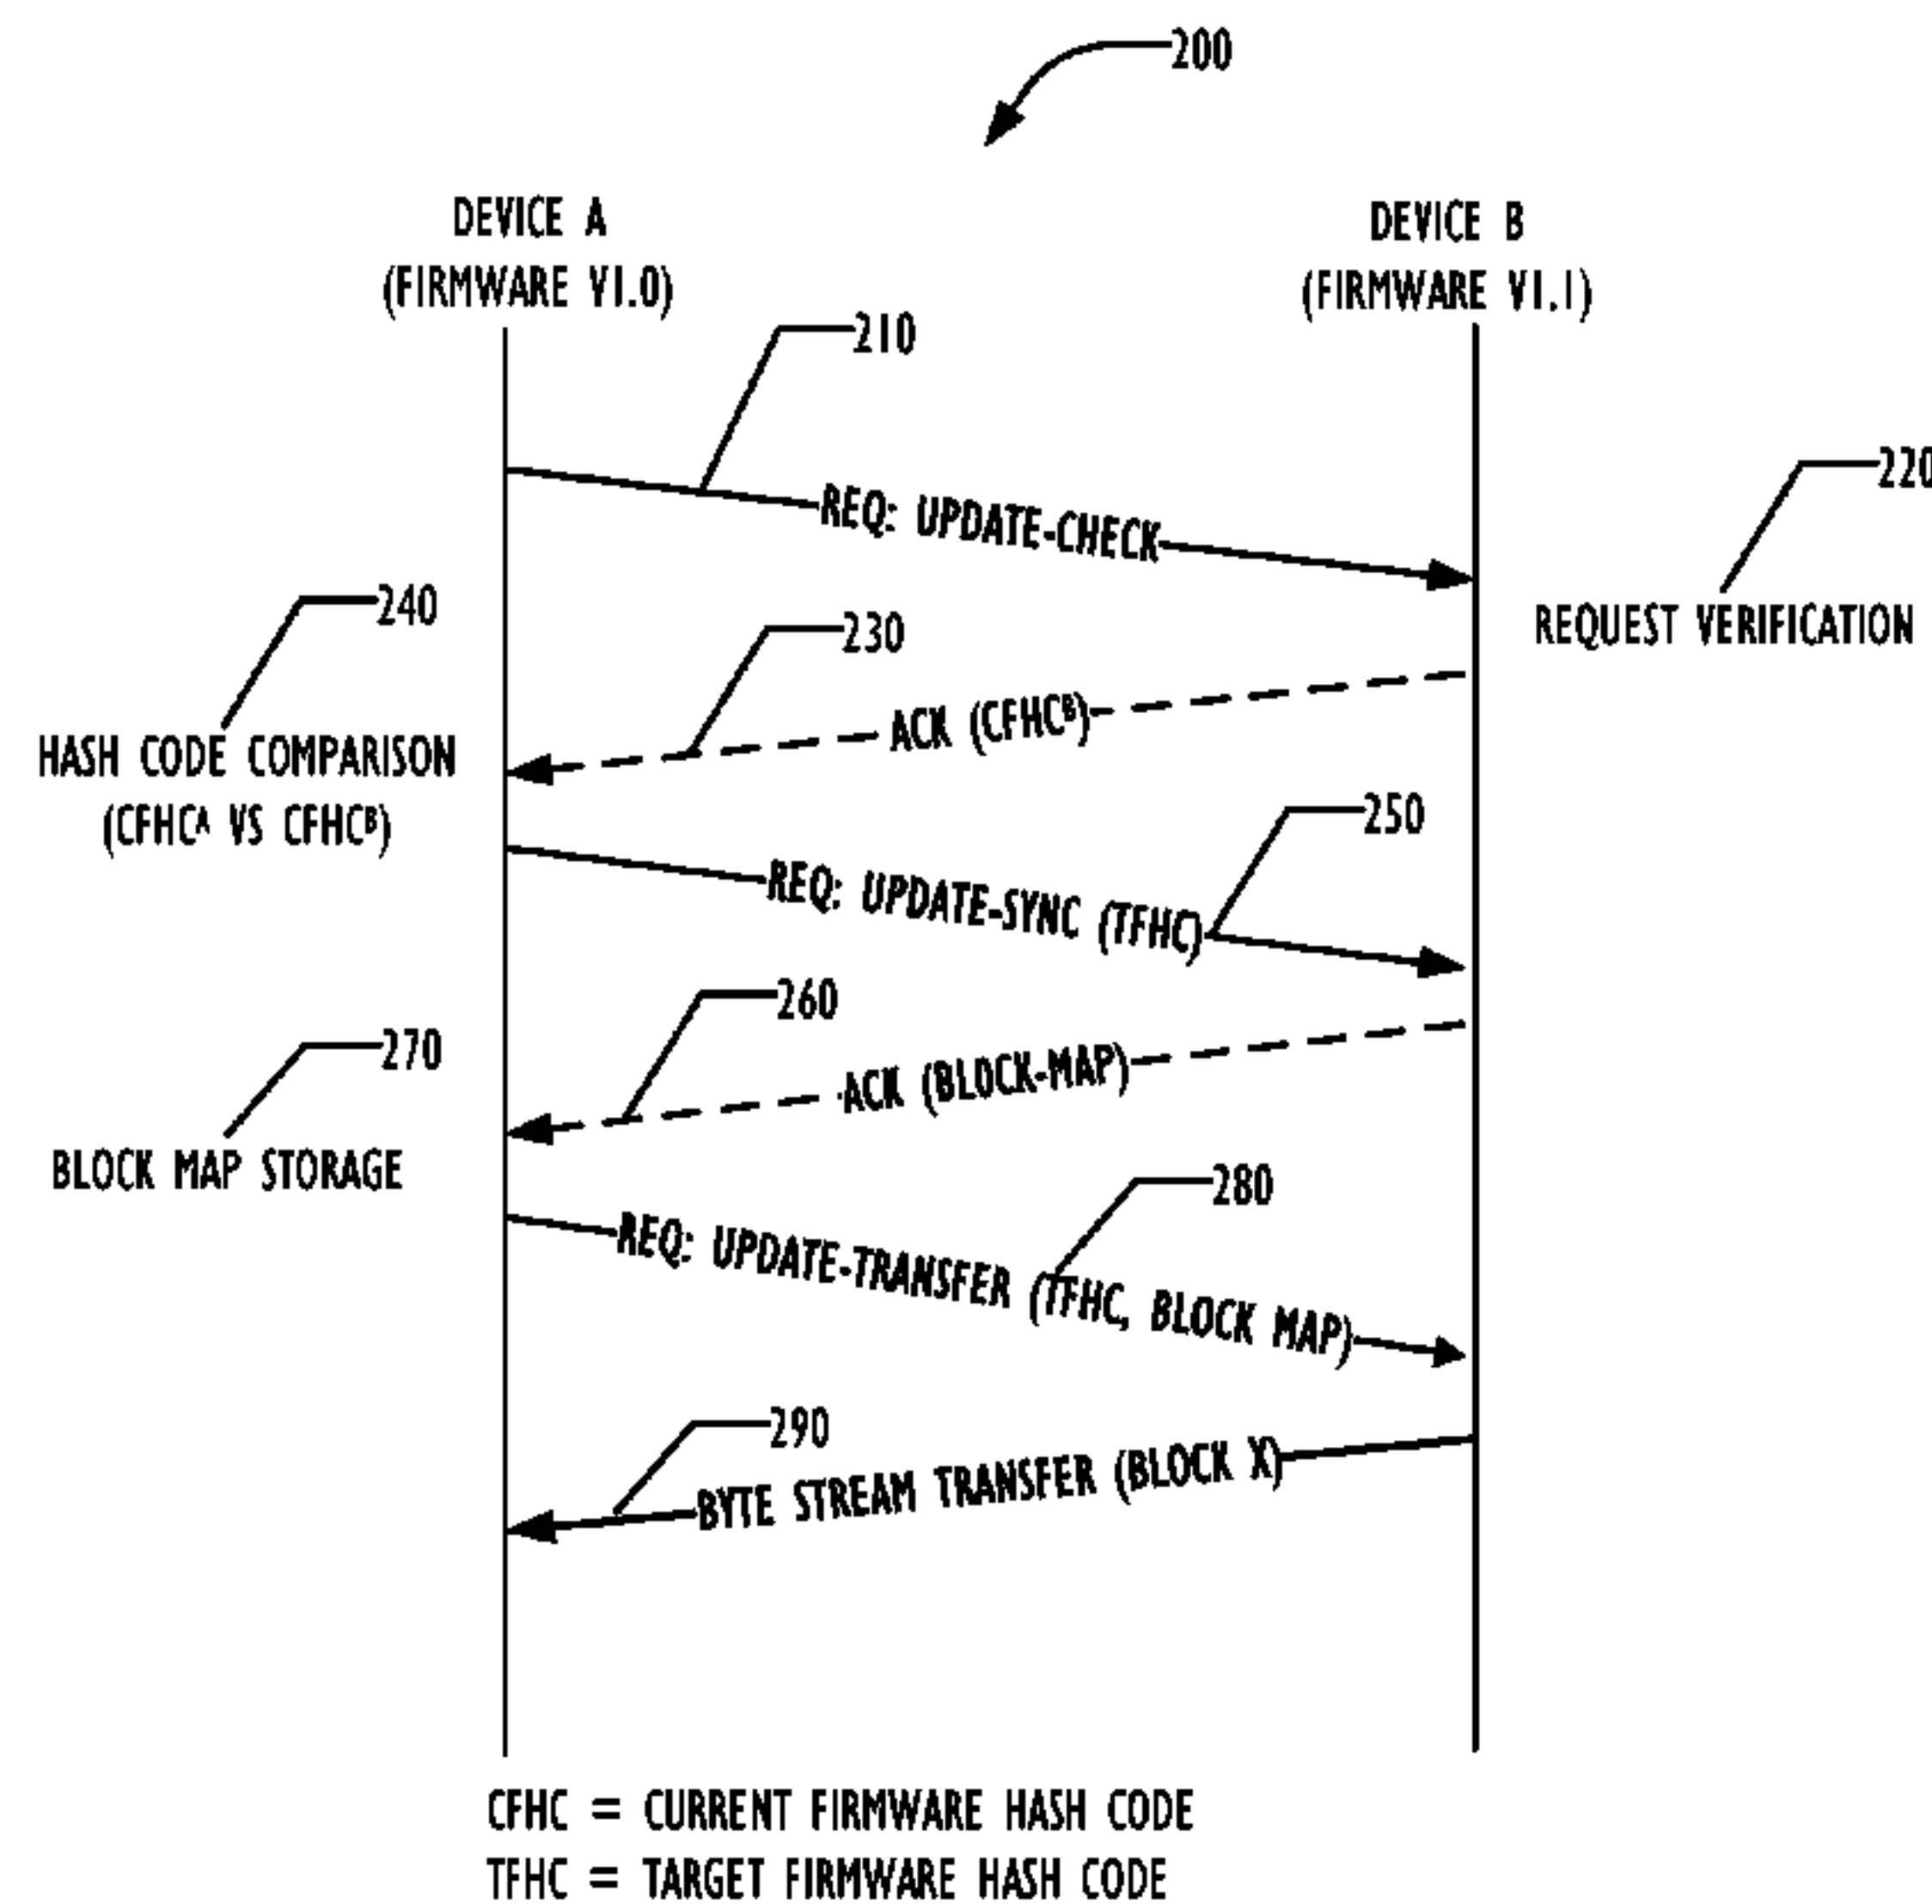 200
DEVICE A
(FIRMWARE V1.0)
DEVICE B
(FIRMWARE V1.1)
210
REQ: UPDATE-CHECK
220
REQUEST VERIFICATION
230
ACK (CFHCᴮ)
240
HASH CODE COMPARISON
(CFHCᴬ VS CFHCᴮ)
250
REQ: UPDATE-SYNC (TFHC)
260
ACK (BLOCK-MAP)
270
BLOCK MAP STORAGE
280
REQ: UPDATE-TRANSFER (TFHC, BLOCK MAP)
290
BYTE STREAM TRANSFER (BLOCK X)
CFHC = CURRENT FIRMWARE HASH CODE
TFHC = TARGET FIRMWARE HASH CODE